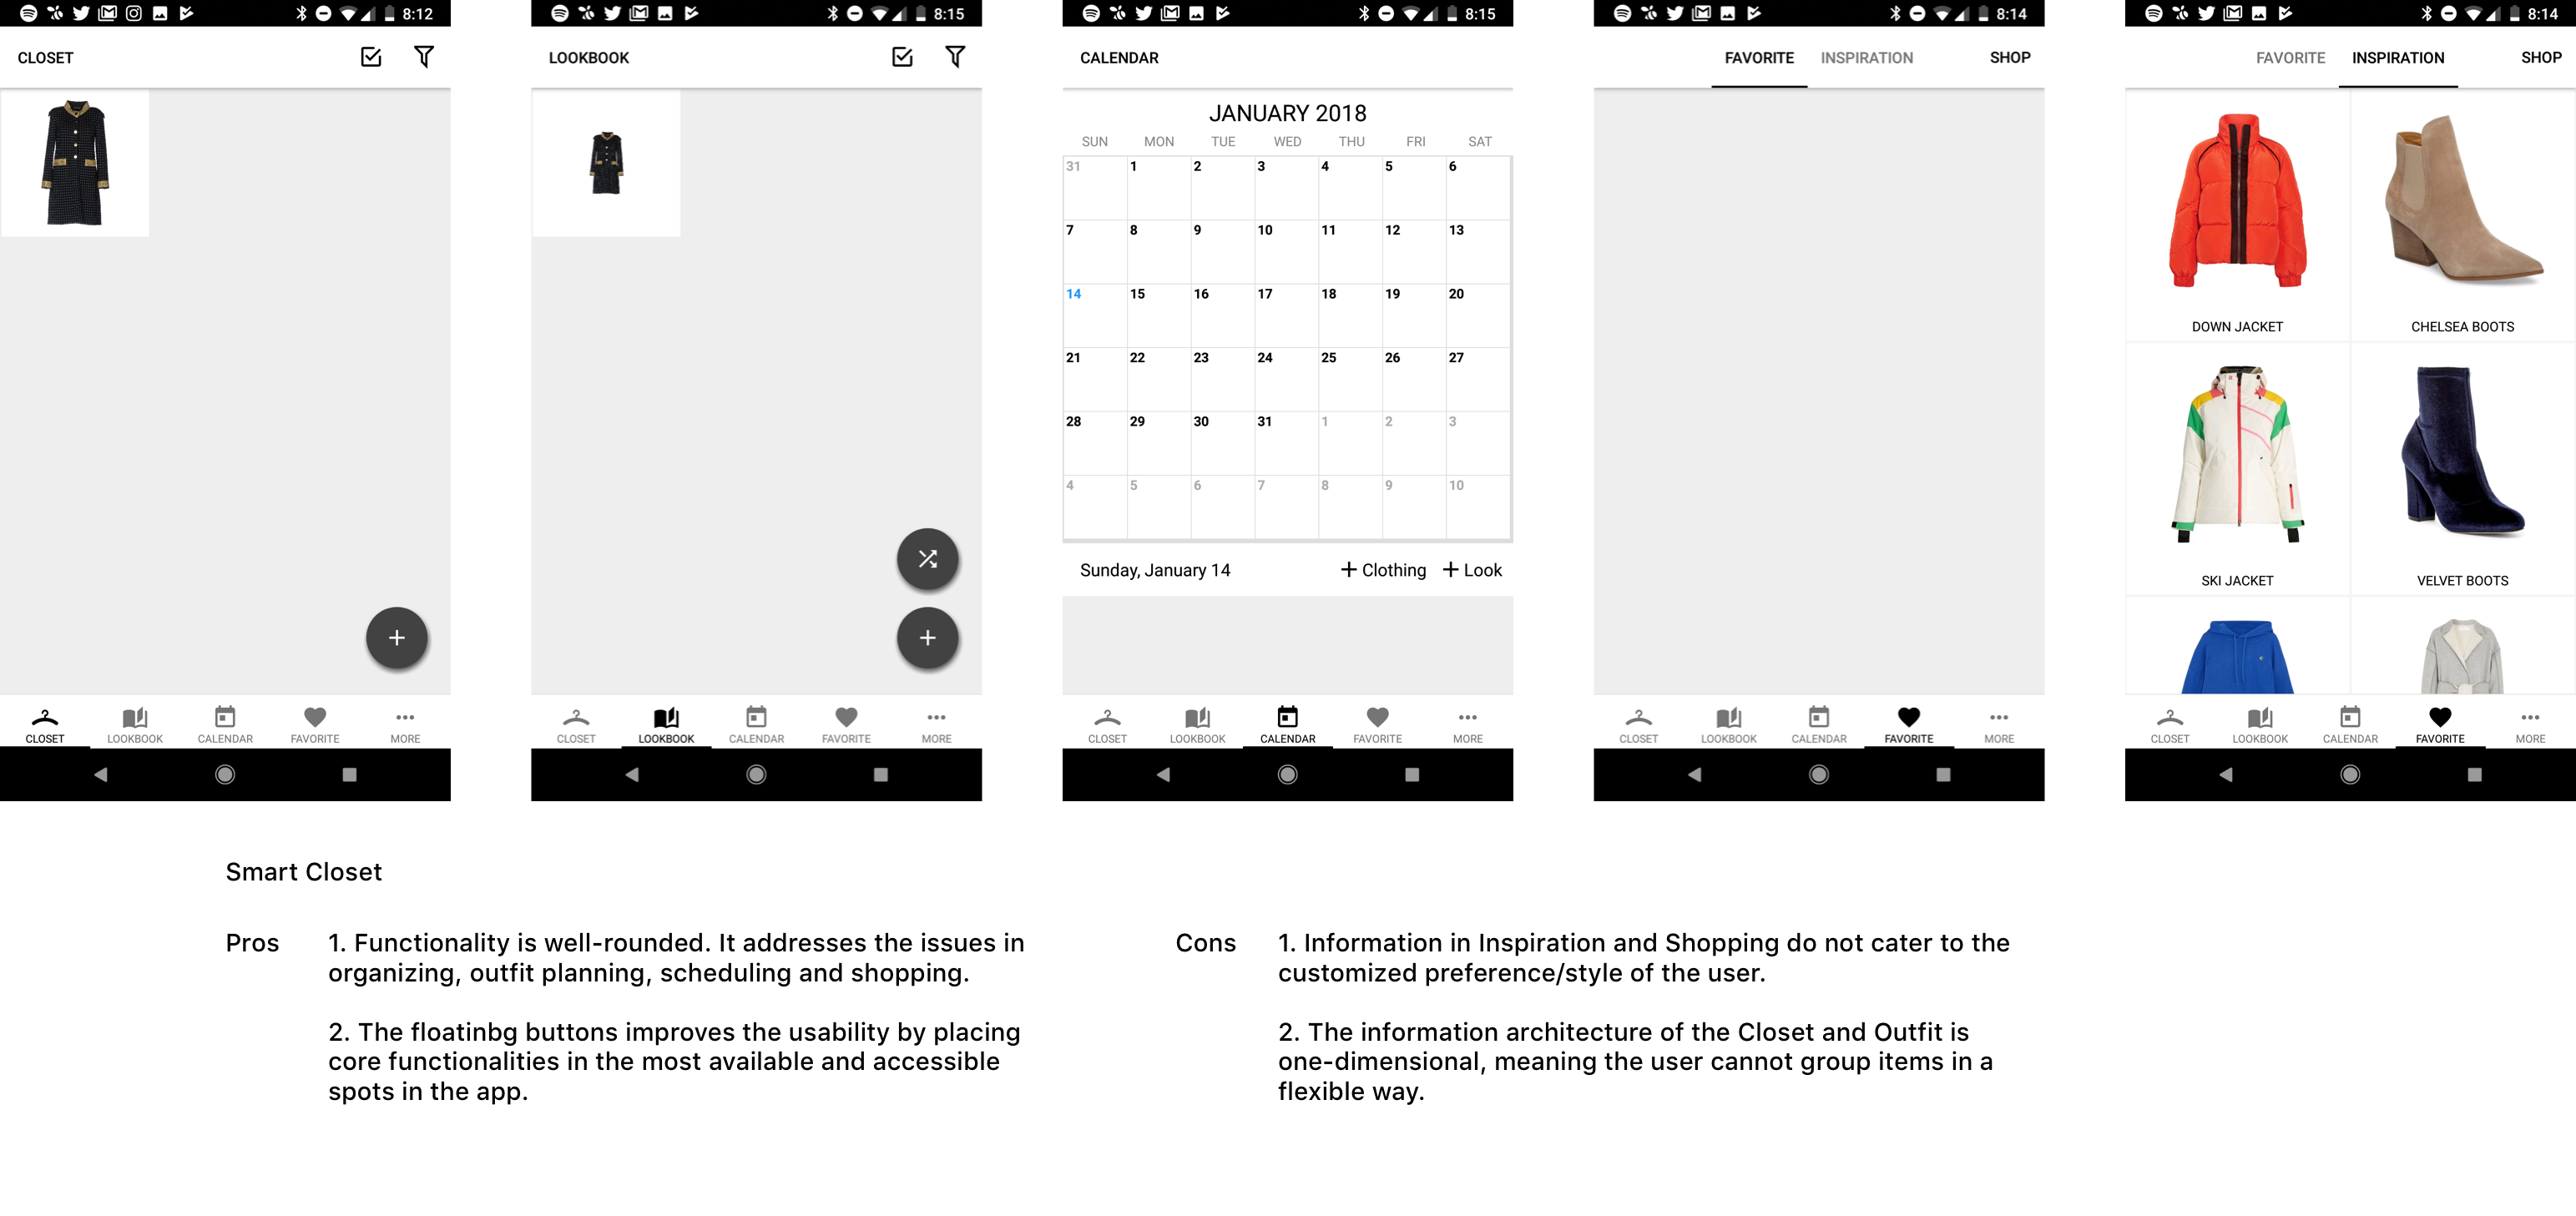 8:12
CLOSET
CLOSET LOOKBOOK CALENDAR FAVORITE MORE
8:15
LOOKBOOK
CLOSET LOOKBOOK CALENDAR FAVORITE MORE
8:15
CALENDAR
JANUARY 2018
SUN MON TUE WED THU FRI SAT
31 1 2 3 4 5 6
7 8 9 10 11 12 13
14 15 16 17 18 19 20
21 22 23 24 25 26 27
28 29 30 31 1 2 3
4 5 6 7 8 9 10
Sunday, January 14 + Clothing + Look
CLOSET LOOKBOOK CALENDAR FAVORITE MORE
8:14
FAVORITE INSPIRATION SHOP
CLOSET LOOKBOOK CALENDAR FAVORITE MORE
8:14
FAVORITE INSPIRATION SHOP
DOWN JACKET CHELSEA BOOTS
SKI JACKET VELVET BOOTS
CLOSET LOOKBOOK CALENDAR FAVORITE MORE
Smart Closet
Pros
1. Functionality is well-rounded. It addresses the issues in
organizing, outfit planning, scheduling and shopping.
2. The floatinbg buttons improves the usability by placing
core functionalities in the most available and accessible
spots in the app.
Cons
1. Information in Inspiration and Shopping do not cater to the
customized preference/style of the user.
2. The information architecture of the Closet and Outfit is
one-dimensional, meaning the user cannot group items in a
flexible way.